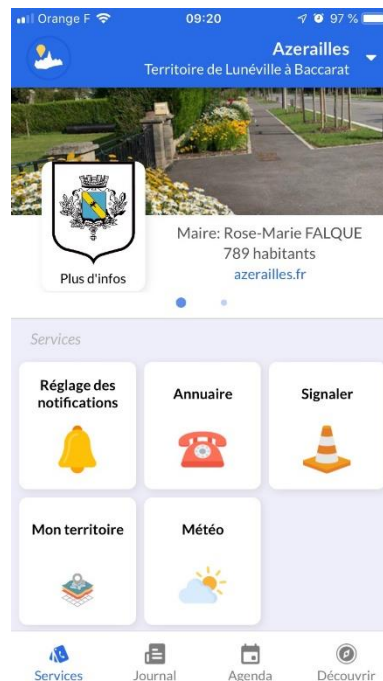 Orange F 09:20 97 %
Azerailles
Territoire de Lunéville à Baccarat
Maire: Rose-Marie FALQUE
789 habitants
azerailles.fr
Plus d'infos
Services
Réglage des
notifications
Annuaire
Signaler
Mon territoire
Météo
Services Journal Agenda Découvrir